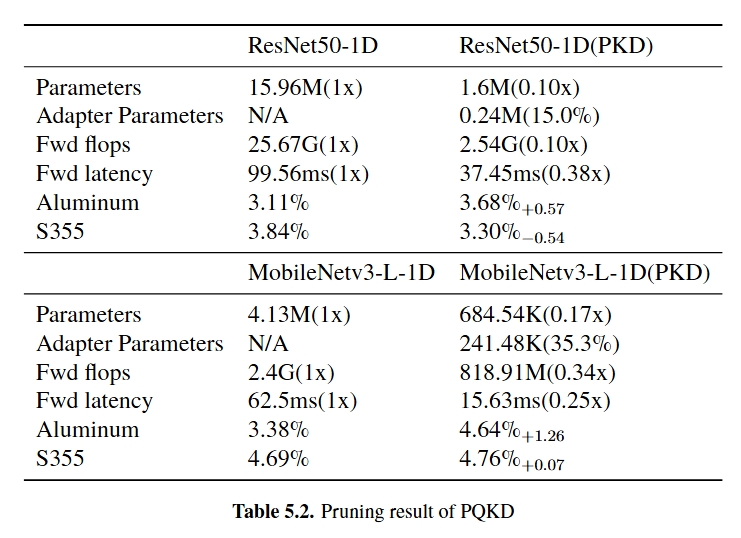 ResNet50-1D ResNet50-1D(PKD)
Parameters 15.96M(1x) 1.6M(0.10x)
Adapter Parameters N/A 0.24M(15.0%)
Fwd flops 25.67G(1x) 2.54G(0.10x)
Fwd latency 99.56ms(1x) 37.45ms(0.38x)
Aluminum 3.11% 3.68%+0.57
S355 3.84% 3.30%−0.54
MobileNetv3-L-1D MobileNetv3-L-1D(PKD)
Parameters 4.13M(1x) 684.54K(0.17x)
Adapter Parameters N/A 241.48K(35.3%)
Fwd flops 2.4G(1x) 818.91M(0.34x)
Fwd latency 62.5ms(1x) 15.63ms(0.25x)
Aluminum 3.38% 4.64%+1.26
S355 4.69% 4.76%+0.07
Table 5.2. Pruning result of PQKD